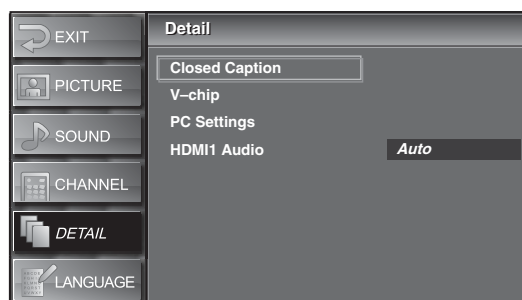 EXIT
PICTURE
SOUND
CHANNEL
DETAIL
LANGUAGE
Detail
Closed Caption
V–chip
PC Settings
HDMI1 Audio Auto